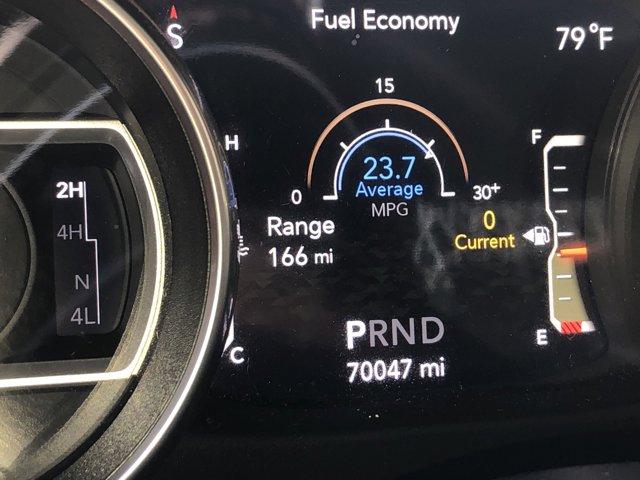 S
Fuel Economy
79°F
15
H
F
2H
23.7
Average
0
30+
MPG
4H
Range
0
166 mi
Current
N
4L
PRND
E
C
70047 mi